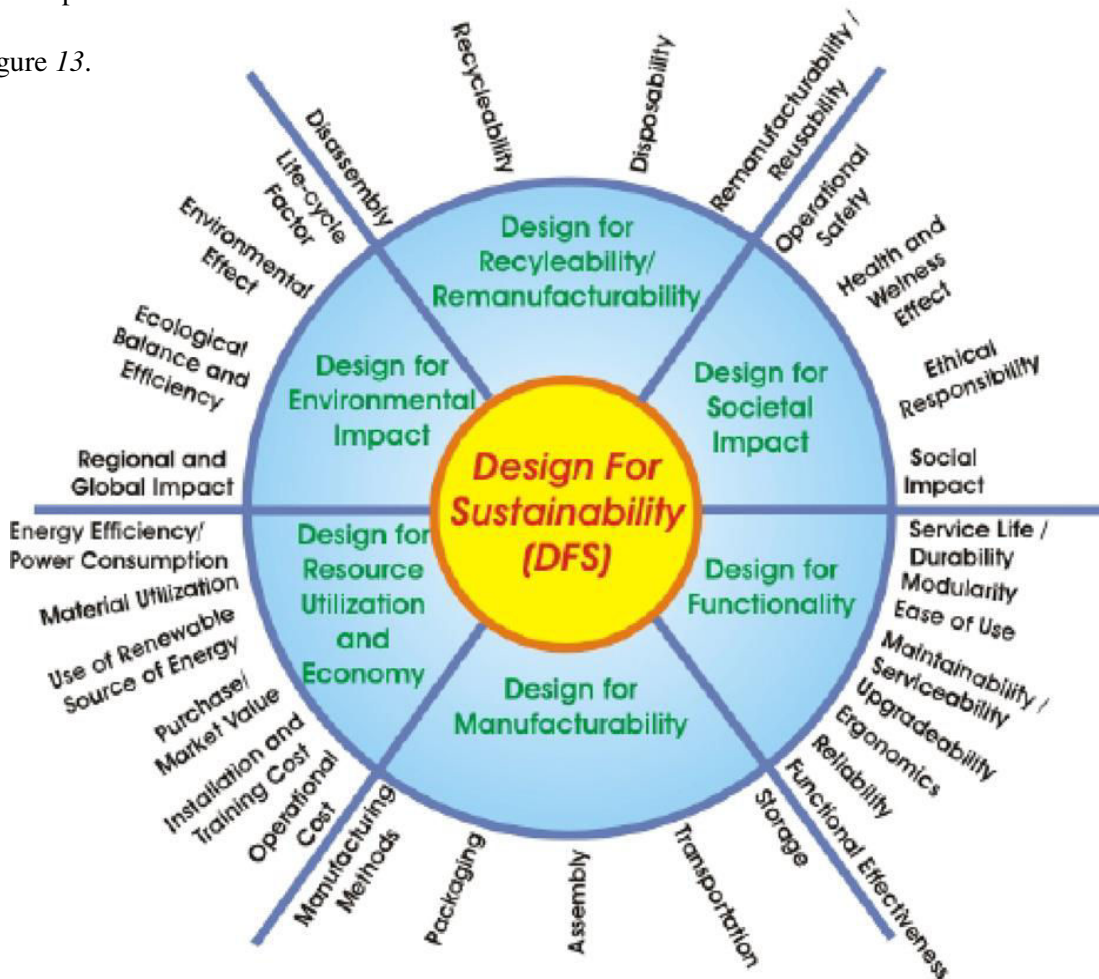 gure 13.
Recycleability
Disposability
Remanufacturability /
Reusability
Disassembly
Life-cycle
Factor
Environmental
Effect
Ecological
Balance and
Efficiency
Regional and
Global Impact
Operational
Safety
Health and
Welness
Effect
Ethical
Responsibility
Social
Impact
Design for
Recyleability/
Remanufacturability
Design for
Environmental
Impact
Design for
Societal
Impact
Design For
Sustainability
(DFS)
Design for
Resource
Utilization
and
Economy
Design for
Functionality
Design for
Manufacturability
Energy Efficiency/
Power Consumption
Material Utilization
Use of Renewable
Source of Energy
Purchase/
Market Value
Installation and
Training Cost
Operational
Cost
Manufacturing
Methods
Packaging
Assembly
Transportation
Storage
Service Life /
Durability
Modularity
Ease of Use
Maintainability /
Serviceability
Upgradeability
Ergonomics
Reliability
Functional Effectiveness